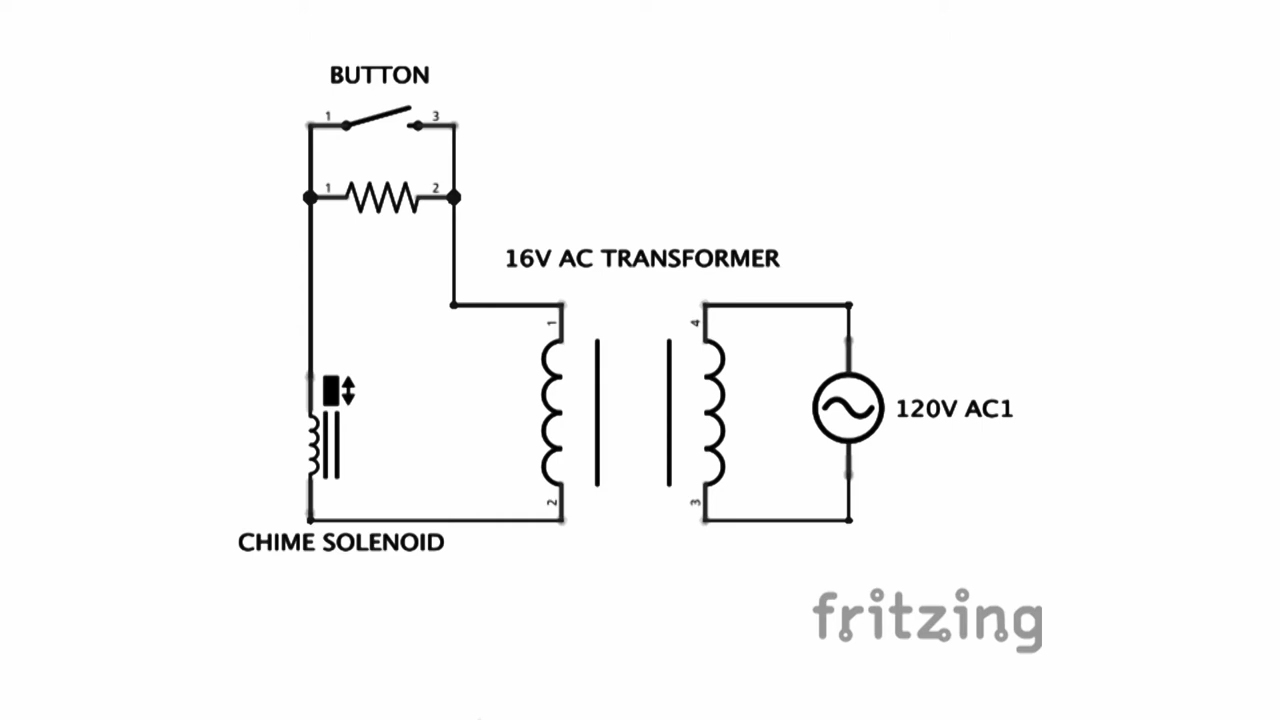 BUTTON
1 3
1 2
16V AC TRANSFORMER
1 4
120V AC1
2 3
CHIME SOLENOID
fritzing